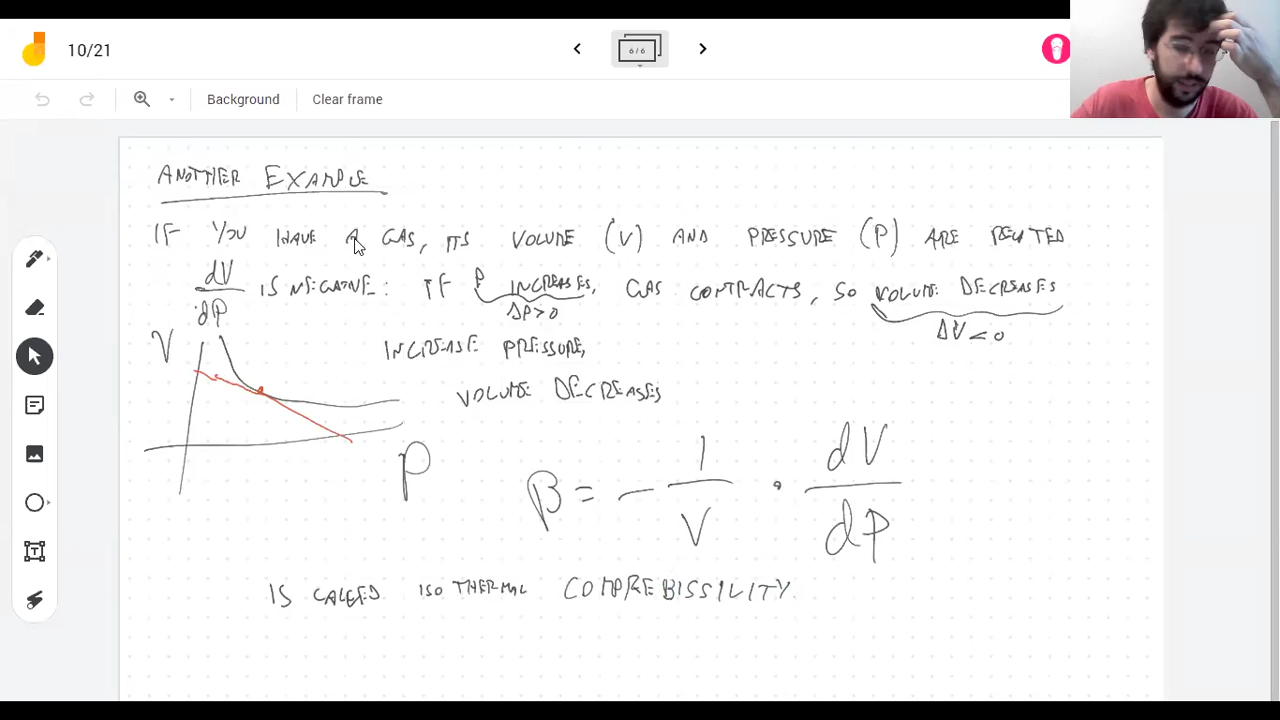 10/21
6/6
Background
Clear frame
ANOTHER EXAMPLE
IF YOU HAVE A GAS, ITS VOLUME (V) AND PRESSURE (P) ARE RELATED
dV/dP IS NEGATIVE: IF P INCREASES, GAS CONTRACTS, SO VOLUME DECREASES
ΔP>0
ΔV<0
V
INCREASE PRESSURE,
VOLUME DECREASES
P
β = - 1/V · dV/dP
IS CALLED ISOTHERMAL COMPREBISSILITY